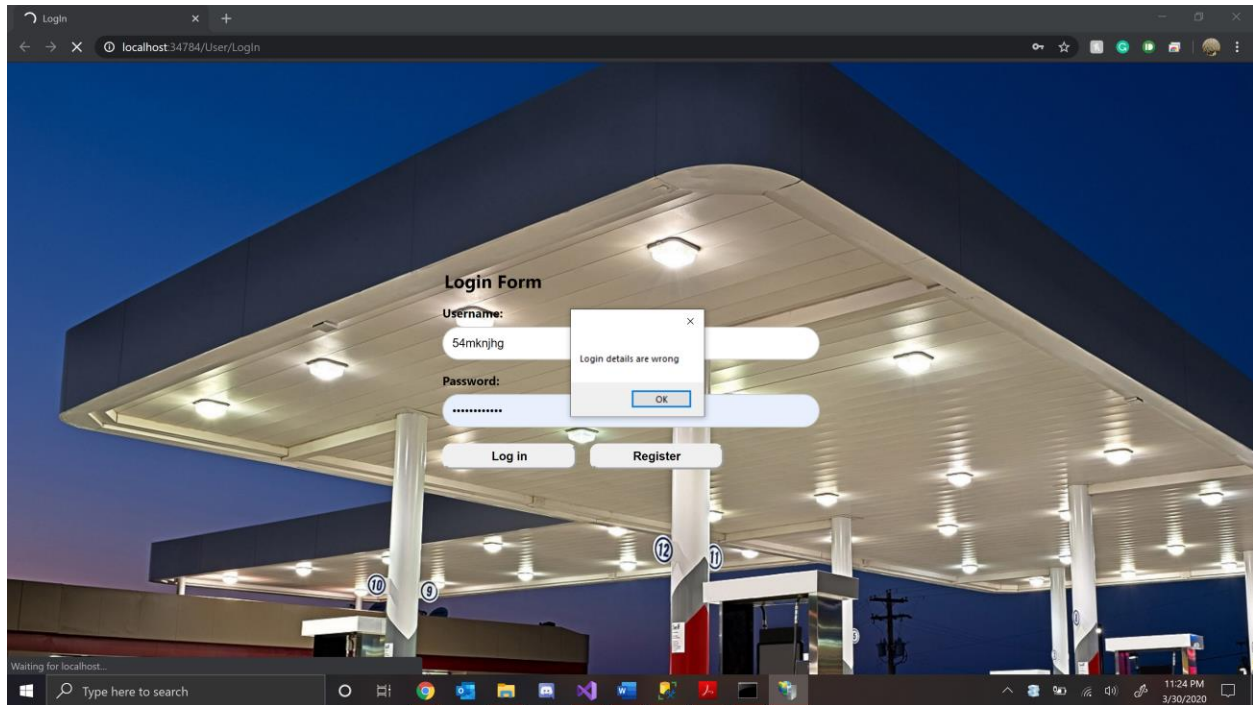 LogIn
localhost:34784/User/LogIn
Login Form
Username:
54mknjhg
Login details are wrong
Password:
OK
Log in
Register
12
11
10
9
Waiting for localhost...
Type here to search
11:24 PM
3/30/2020